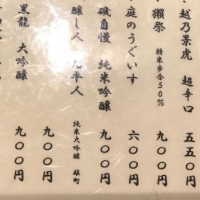 越乃景虎 超辛口 五五〇円
獺祭 精米歩合50% 九〇〇円
庭のうぐいす 六〇〇円
磯自慢 純米吟醸 九〇〇円
醸し人 九平次 純米大吟醸 雄町 九〇〇円
黒龍 大吟醸 九〇〇円